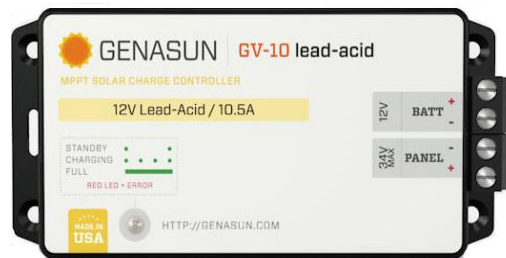 GENASUN GV-10 lead-acid
MPPT SOLAR CHARGE CONTROLLER
12V Lead-Acid / 10.5A
12V BATT + -
34V MAX PANEL - +
STANDBY
CHARGING
FULL
RED LED = ERROR
MADE IN
USA
HTTP://GENASUN.COM